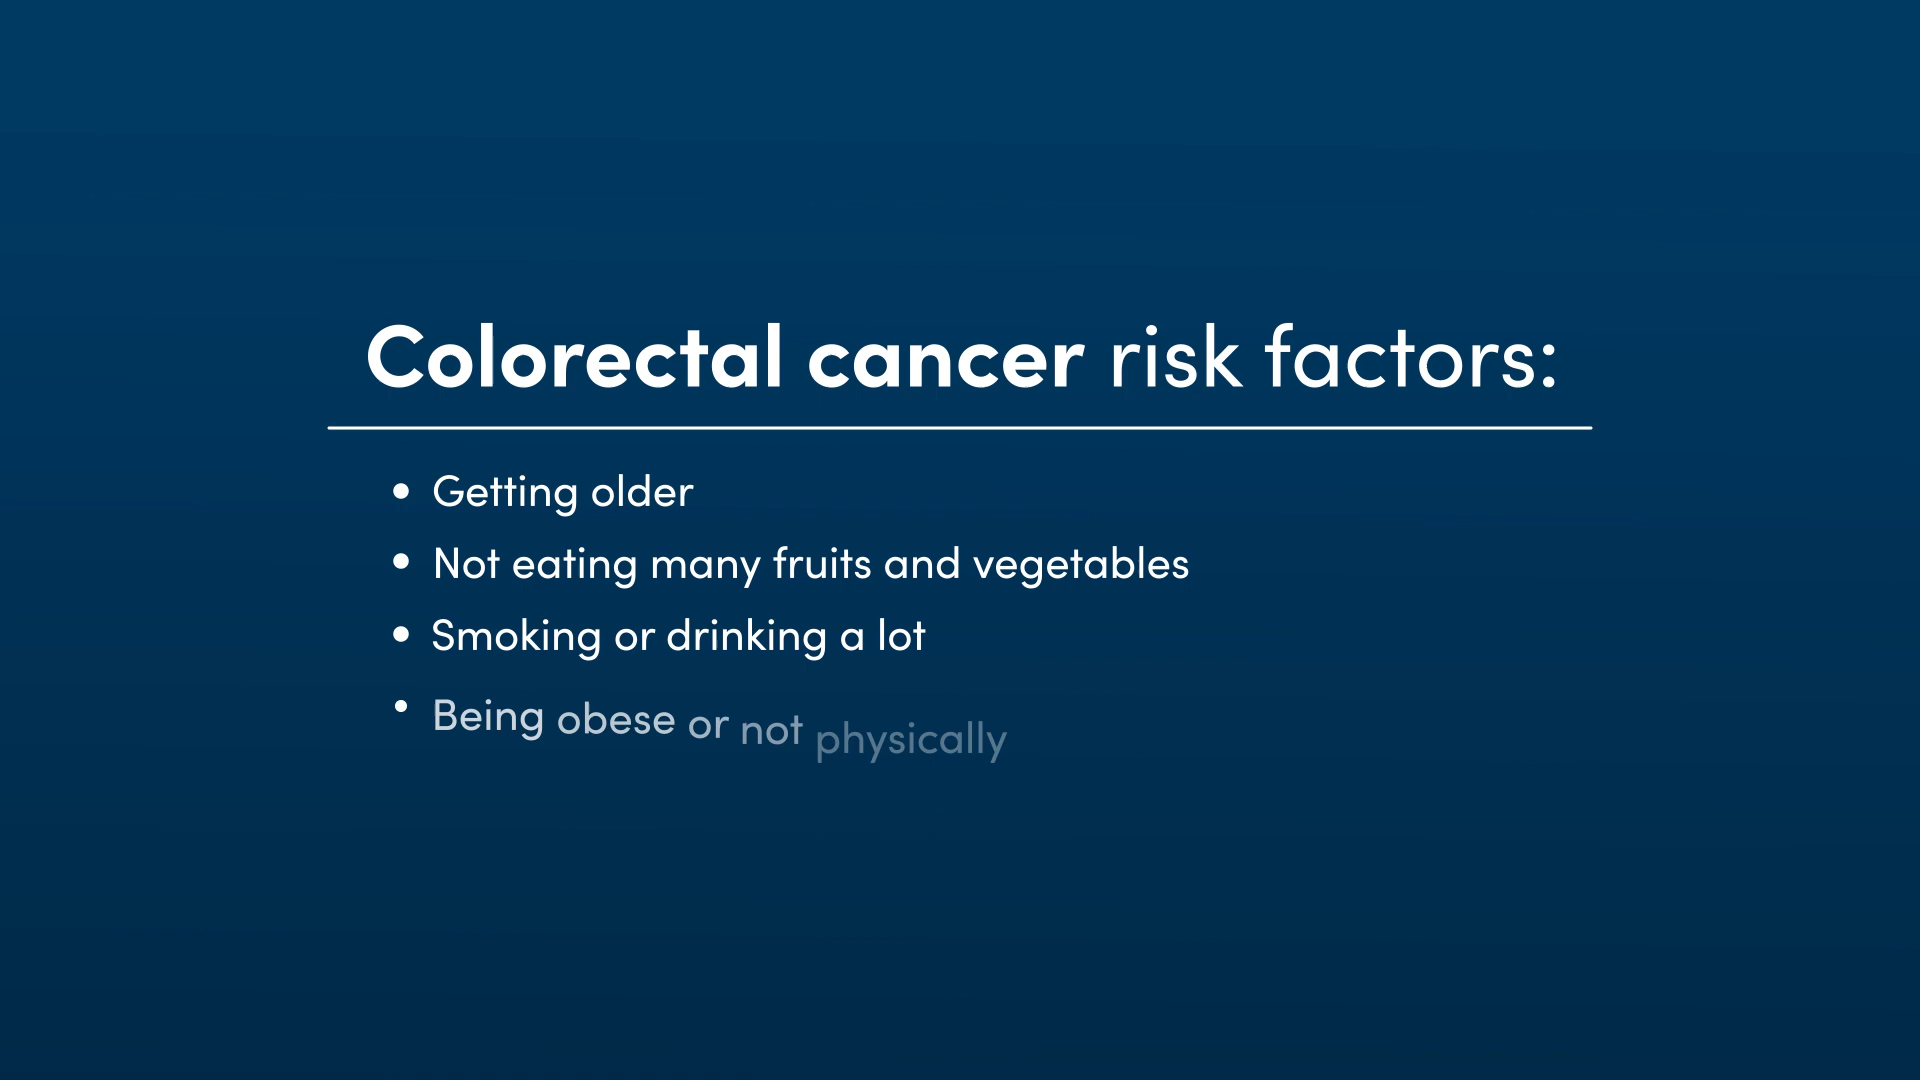 Colorectal cancer risk factors:
• Getting older
• Not eating many fruits and vegetables
• Smoking or drinking a lot
• Being obese or not physically